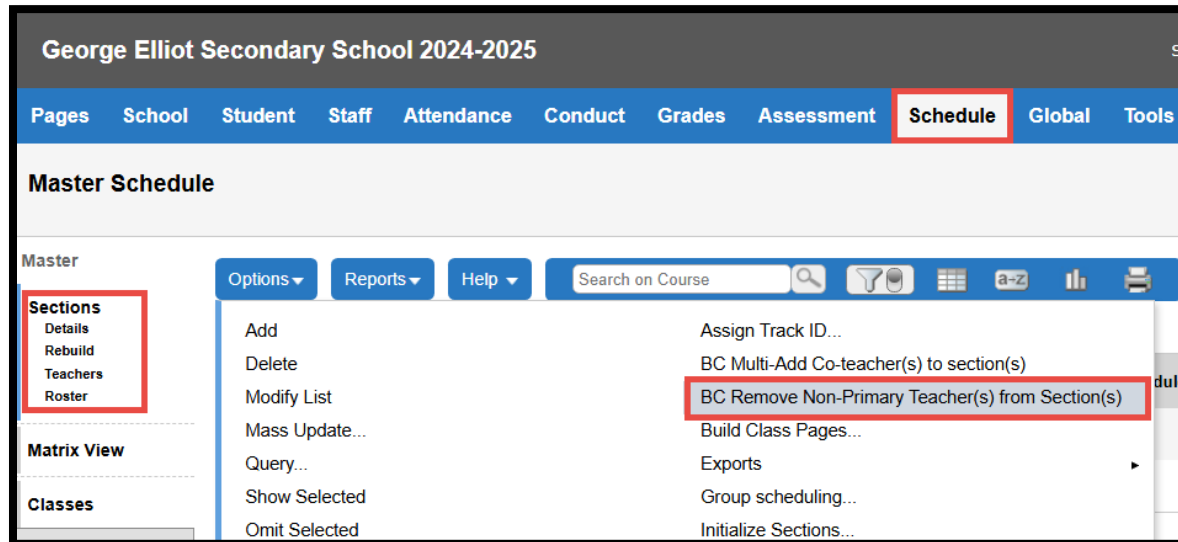 George Elliot Secondary School 2024-2025
Pages School Student Staff Attendance Conduct Grades Assessment Schedule Global Tools
Master Schedule
Master
Options Reports Help Search on Course a-z
Sections
Details
Rebuild
Teachers
Roster
Matrix View
Classes
Add
Delete
Modify List
Mass Update...
Query...
Show Selected
Omit Selected
Assign Track ID...
BC Multi-Add Co-teacher(s) to section(s)
BC Remove Non-Primary Teacher(s) from Section(s)
Build Class Pages...
Exports
Group scheduling...
Initialize Sections...